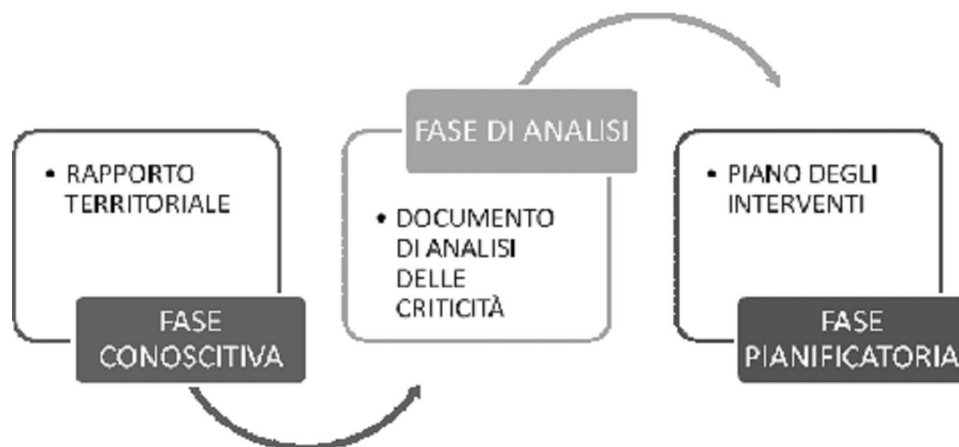 • RAPPORTO
TERRITORIALE
FASE
CONOSCITIVA
FASE DI ANALISI
• DOCUMENTO
DI ANALISI
DELLE
CRITICITÀ
• PIANO DEGLI
INTERVENTI
FASE
PIANIFICATORIA